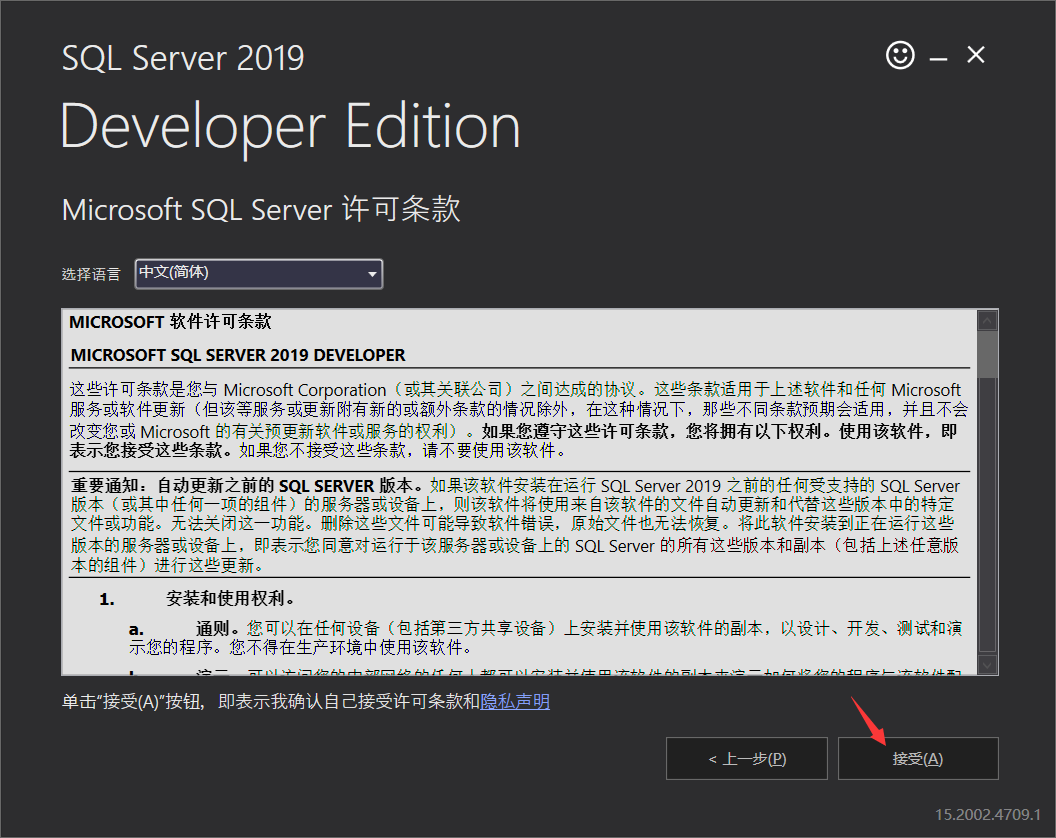 SQL Server 2019
Developer Edition
Microsoft SQL Server 许可条款
选择语言 中文(简体)
MICROSOFT 软件许可条款
MICROSOFT SQL SERVER 2019 DEVELOPER
这些许可条款是您与 Microsoft Corporation（或其关联公司）之间达成的协议。这些条款适用于上述软件和任何 Microsoft
服务或软件更新（但该等服务或更新附有新的或额外条款的情况除外，在这种情况下，那些不同条款预期会适用，并且不会
改变您或 Microsoft 的有关预更新软件或服务的权利）。如果您遵守这些许可条款，您将拥有以下权利。使用该软件，即
表示您接受这些条款。如果您不接受这些条款，请不要使用该软件。
重要通知：自动更新之前的 SQL SERVER 版本。如果该软件安装在运行 SQL Server 2019 之前的任何受支持的 SQL Server
版本（或其中任何一项的组件）的服务器或设备上，则该软件将使用来自该软件的文件自动更新和代替这些版本中的特定
文件或功能。无法关闭这一功能。删除这些文件可能导致软件错误，原始文件也无法恢复。将此软件安装到正在运行这些
版本的服务器或设备上，即表示您同意对运行于该服务器或设备上的 SQL Server 的所有这些版本和副本（包括上述任意版
本的组件）进行这些更新。
1. 安装和使用权利。
a. 通则。您可以在任何设备（包括第三方共享设备）上安装并使用该软件的副本，以设计、开发、测试和演
示您的程序。您不得在生产环境中使用该软件。
单击“接受(A)”按钮，即表示我确认自己接受许可条款和隐私声明
< 上一步(P) 接受(A)
15.2002.4709.1